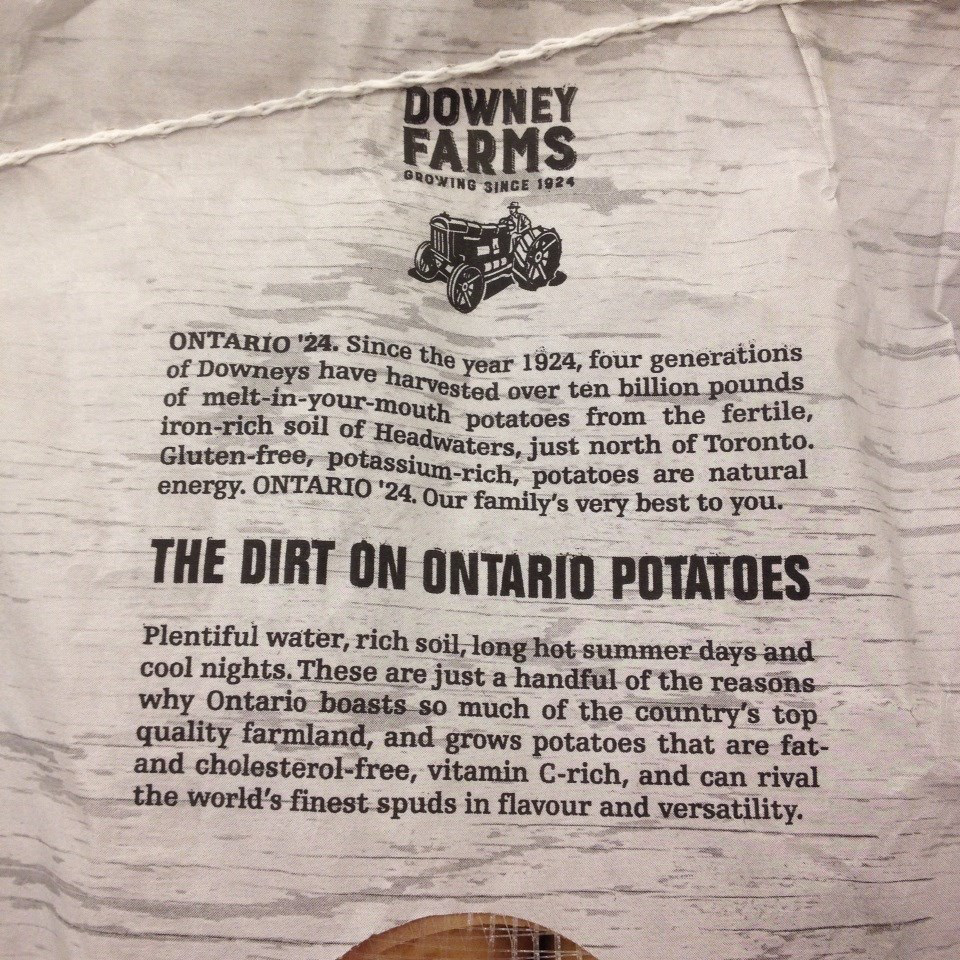 DOWNEY
FARMS
GROWING SINCE 1924
ONTARIO '24. Since the year 1924, four generations
of Downeys have harvested over ten billion pounds
of melt-in-your-mouth potatoes from the fertile,
iron-rich soil of Headwaters, just north of Toronto.
Gluten-free, potassium-rich, potatoes are natural
energy. ONTARIO '24. Our family's very best to you.
THE DIRT ON ONTARIO POTATOES
Plentiful water, rich soil, long hot summer days and
cool nights. These are just a handful of the reasons
why Ontario boasts so much of the country's top
quality farmland, and grows potatoes that are fat-
and cholesterol-free, vitamin C-rich, and can rival
the world's finest spuds in flavour and versatility.